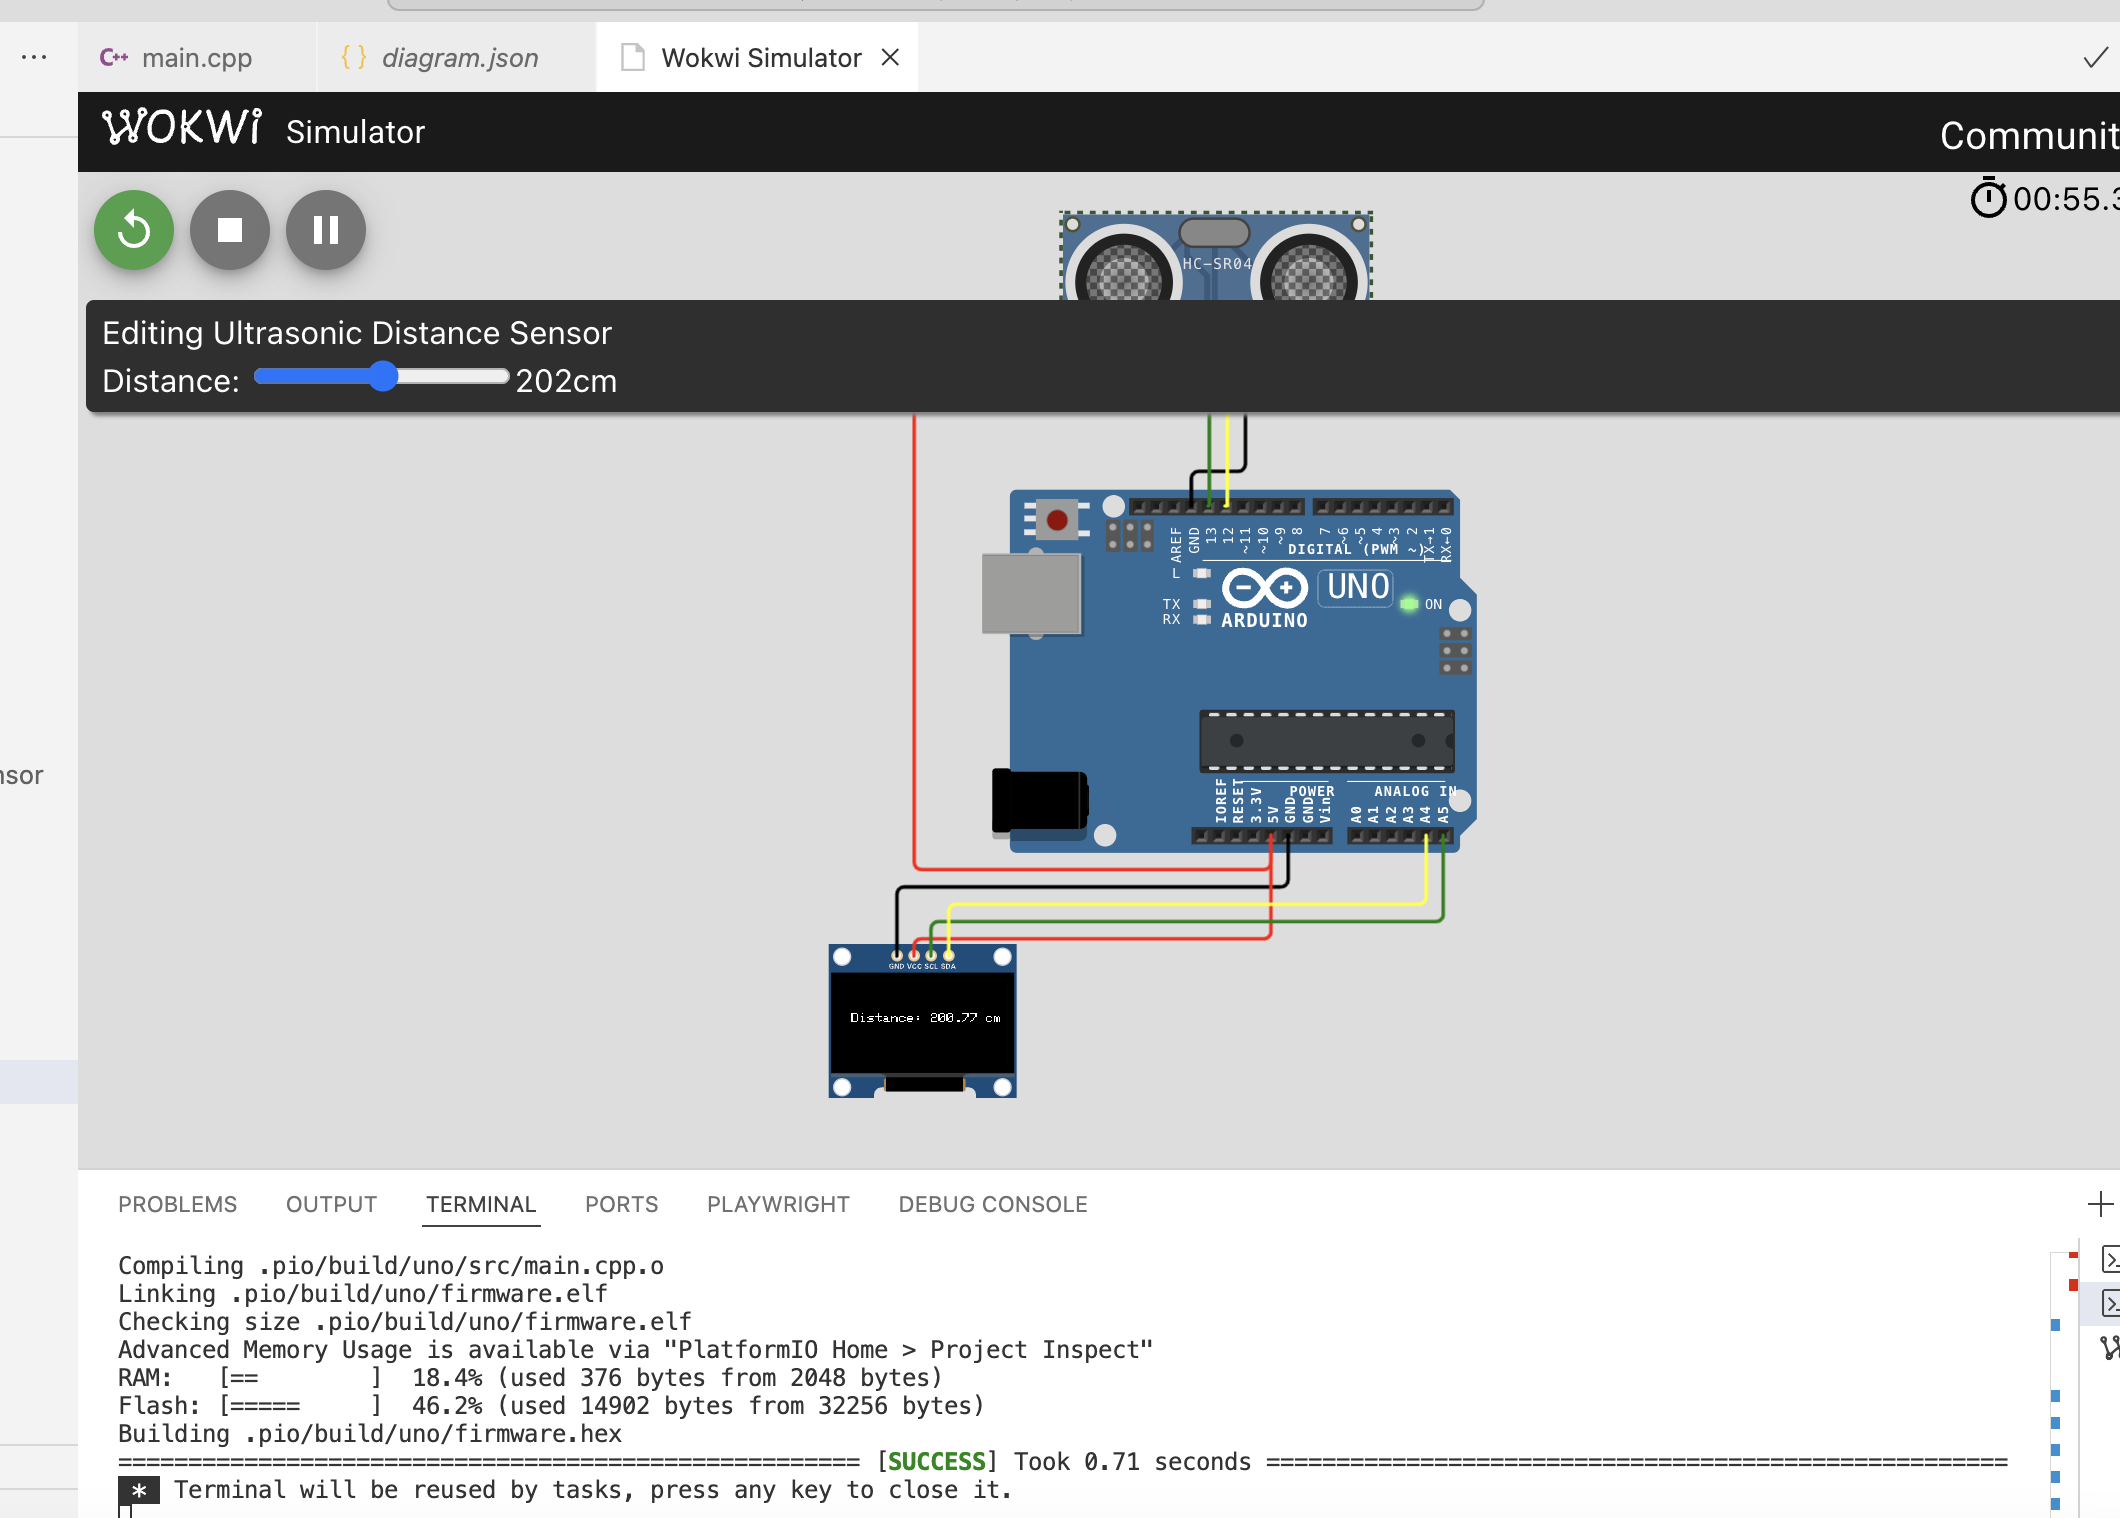 main.cpp
{ } diagram.json
Wokwi Simulator
WOKWi Simulator
Communit
00:55.3
HC-SR04
Editing Ultrasonic Distance Sensor
Distance: 202cm
AREF GND 13 12 ~11 ~10 ~9 8 7 ~6 ~5 4 ~3 2 TX→1 RX←0
DIGITAL (PWM ~)
L
UNO
TX
ON
RX
ARDUINO
nsor
POWER
ANALOG IN
IOREF RESET 3.3V 5V GND GND Vin A0 A1 A2 A3 A4 A5
GND VCC SCL SDA
Distance: 200.77 cm
PROBLEMS OUTPUT TERMINAL PORTS PLAYWRIGHT DEBUG CONSOLE
Compiling .pio/build/uno/src/main.cpp.o
Linking .pio/build/uno/firmware.elf
Checking size .pio/build/uno/firmware.elf
Advanced Memory Usage is available via "PlatformIO Home > Project Inspect"
RAM: [== ] 18.4% (used 376 bytes from 2048 bytes)
Flash: [===== ] 46.2% (used 14902 bytes from 32256 bytes)
Building .pio/build/uno/firmware.hex
===================================================== [SUCCESS] Took 0.71 seconds =====================================================
* Terminal will be reused by tasks, press any key to close it.